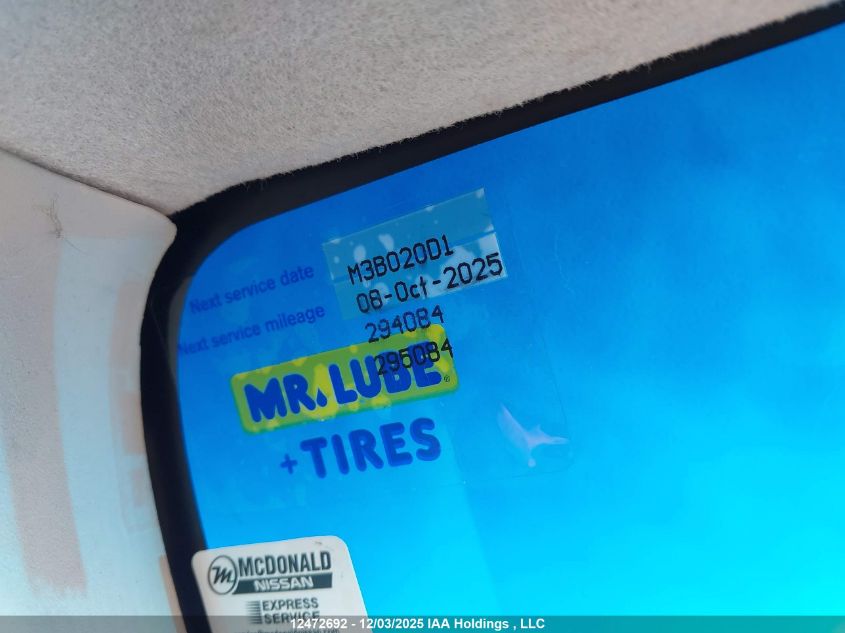 M3B020D1
Next service date 08-Oct-2025
Next service mileage 294084
295084
MR. LUBE®
+ TIRES
M MCDONALD
NISSAN
EXPRESS
SERVICE
12472692 - 12/03/2025 IAA Holdings , LLC